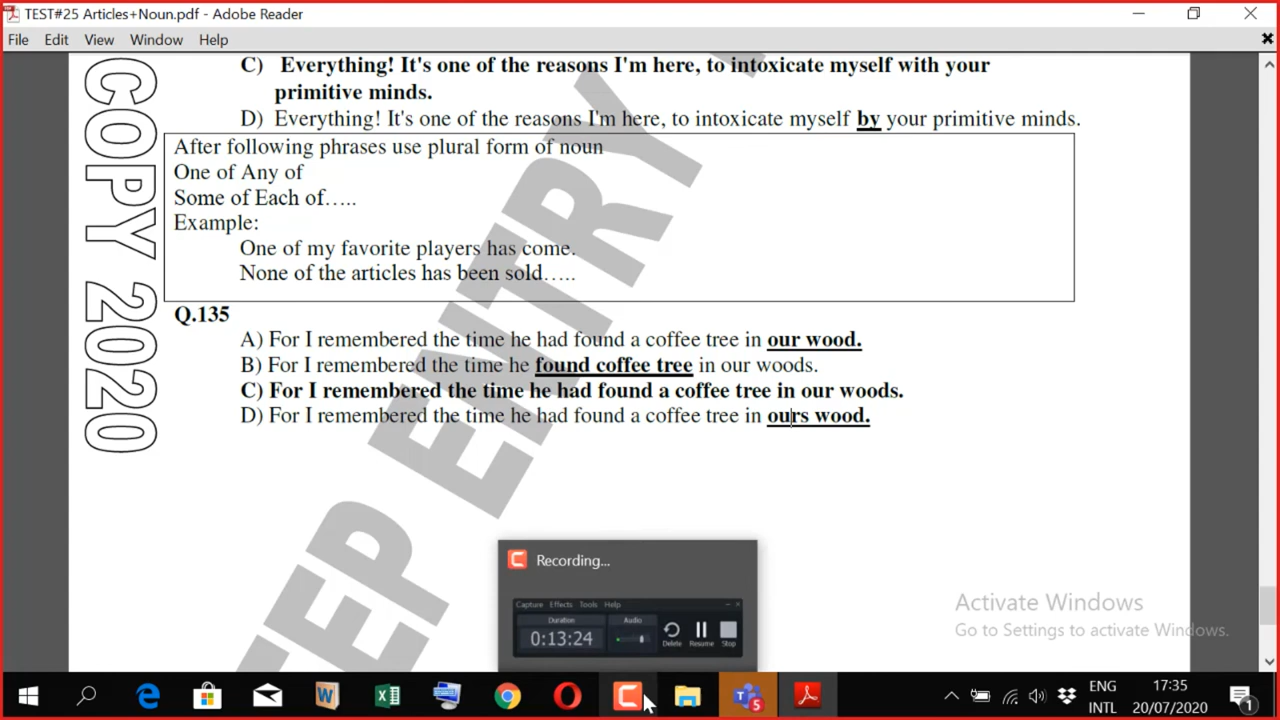 TEST#25 Articles+Noun.pdf - Adobe Reader
File Edit View Window Help
C) Everything! It's one of the reasons I'm here, to intoxicate myself with your
primitive minds.
D) Everything! It's one of the reasons I'm here, to intoxicate myself by your primitive minds.
After following phrases use plural form of noun
One of Any of
Some of Each of…..
Example:
One of my favorite players has come.
None of the articles has been sold…..
Q.135
A) For I remembered the time he had found a coffee tree in our wood.
B) For I remembered the time he found coffee tree in our woods.
C) For I remembered the time he had found a coffee tree in our woods.
D) For I remembered the time he had found a coffee tree in ours wood.
COPY 2020
EP ENTRY
Recording...
Capture Effects Tools Help
Duration
0:13:24
Audio
Delete Resume Stop
Activate Windows
Go to Settings to activate Windows.
ENG
INTL
17:35
20/07/2020
5
1